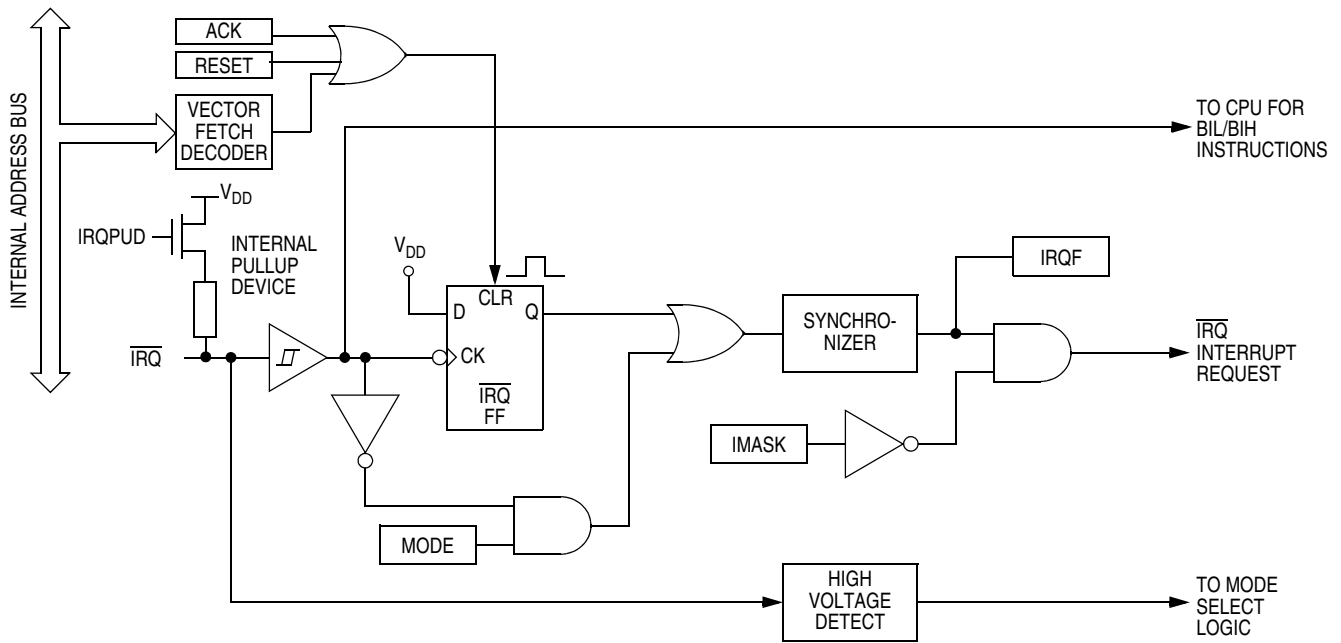 INTERNAL ADDRESS BUS
ACK
RESET
VECTOR
FETCH
DECODER
TO CPU FOR
BIL/BIH
INSTRUCTIONS
VDD
IRQPUD
INTERNAL
PULLUP
DEVICE
VDD
CLR
D
Q
CK
IRQ
FF
IRQ
SYNCHRO-
NIZER
IRQF
IRQ
INTERRUPT
REQUEST
IMASK
MODE
HIGH
VOLTAGE
DETECT
TO MODE
SELECT
LOGIC